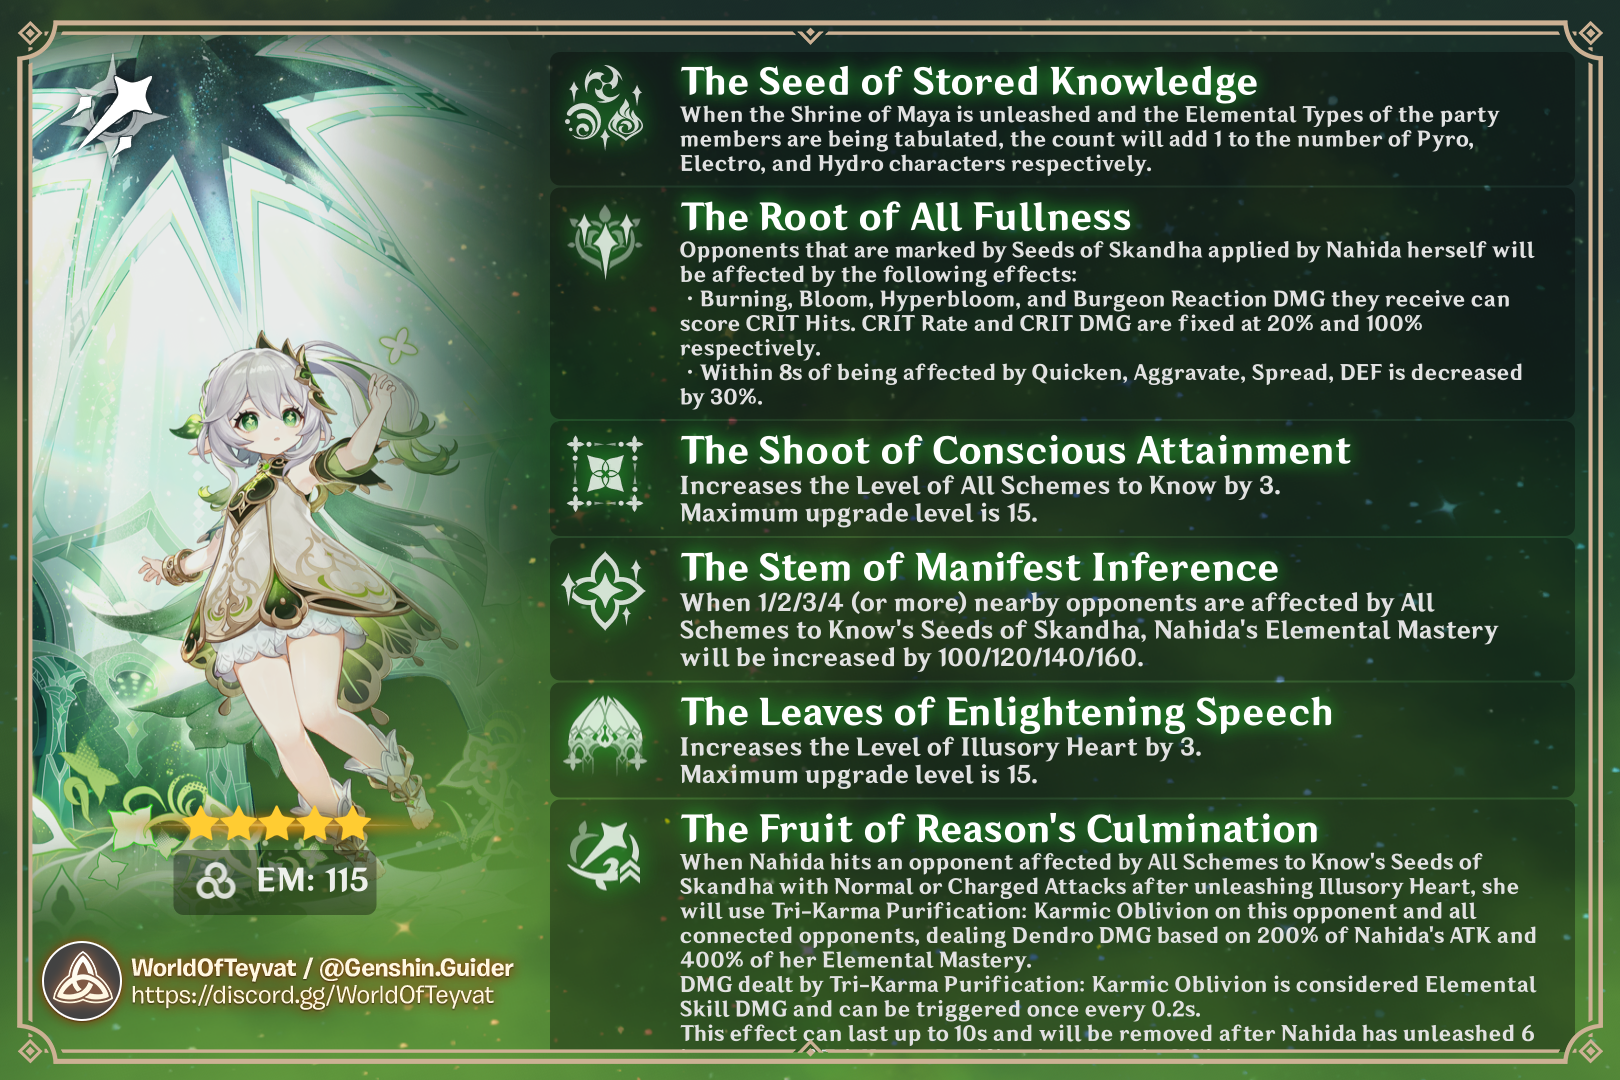 The Seed of Stored Knowledge
When the Shrine of Maya is unleashed and the Elemental Types of the party
members are being tabulated, the count will add 1 to the number of Pyro,
Electro, and Hydro characters respectively.
The Root of All Fullness
Opponents that are marked by Seeds of Skandha applied by Nahida herself will
be affected by the following effects:
· Burning, Bloom, Hyperbloom, and Burgeon Reaction DMG they receive can
score CRIT Hits. CRIT Rate and CRIT DMG are fixed at 20% and 100%
respectively.
· Within 8s of being affected by Quicken, Aggravate, Spread, DEF is decreased
by 30%.
The Shoot of Conscious Attainment
Increases the Level of All Schemes to Know by 3.
Maximum upgrade level is 15.
The Stem of Manifest Inference
When 1/2/3/4 (or more) nearby opponents are affected by All
Schemes to Know's Seeds of Skandha, Nahida's Elemental Mastery
will be increased by 100/120/140/160.
The Leaves of Enlightening Speech
Increases the Level of Illusory Heart by 3.
Maximum upgrade level is 15.
The Fruit of Reason's Culmination
When Nahida hits an opponent affected by All Schemes to Know's Seeds of
Skandha with Normal or Charged Attacks after unleashing Illusory Heart, she
will use Tri-Karma Purification: Karmic Oblivion on this opponent and all
connected opponents, dealing Dendro DMG based on 200% of Nahida's ATK and
400% of her Elemental Mastery.
DMG dealt by Tri-Karma Purification: Karmic Oblivion is considered Elemental
Skill DMG and can be triggered once every 0.2s.
This effect can last up to 10s and will be removed after Nahida has unleashed 6
EM: 115
WorldOfTeyvat / @Genshin.Guider
https://discord.gg/WorldOfTeyvat